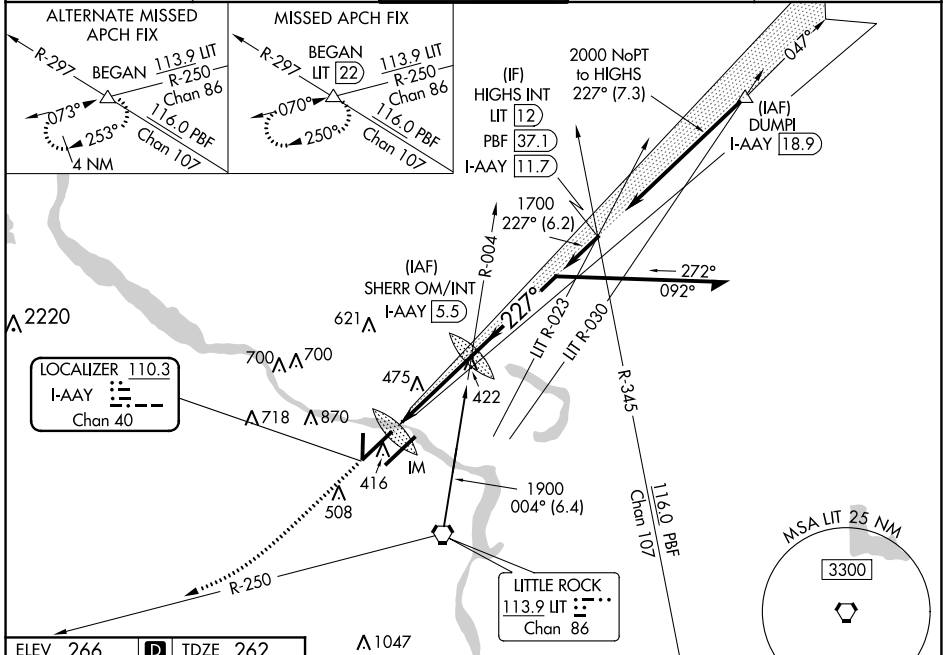 ALTERNATE MISSED
APCH FIX
R-297
BEGAN
113.9 LIT
R-250
Chan 86
073°
253°
116.0 PBF
Chan 107
4 NM
MISSED APCH FIX
R-297
BEGAN
LIT 22
113.9 LIT
R-250
Chan 86
070°
250°
116.0 PBF
Chan 107
(IF)
HIGHS INT
LIT 12
PBF 37.1
I-AAY 11.7
2000 NoPT
to HIGHS
227° (7.3)
047°
(IAF)
DUMPI
I-AAY 18.9
1700
227° (6.2)
R-004
(IAF)
SHERR OM/INT
I-AAY 5.5
227°
272°
092°
LIT R-023
LIT R-030
R-345
2220
621
700
700
475
422
LOCALIZER 110.3
I-AAY
Chan 40
718
870
416
IM
508
1900
004° (6.4)
116.0 PBF
Chan 107
MSA LIT 25 NM
3300
R-250
LITTLE ROCK
113.9 LIT
Chan 86
1047
ELEV 266
D
TDZE 262